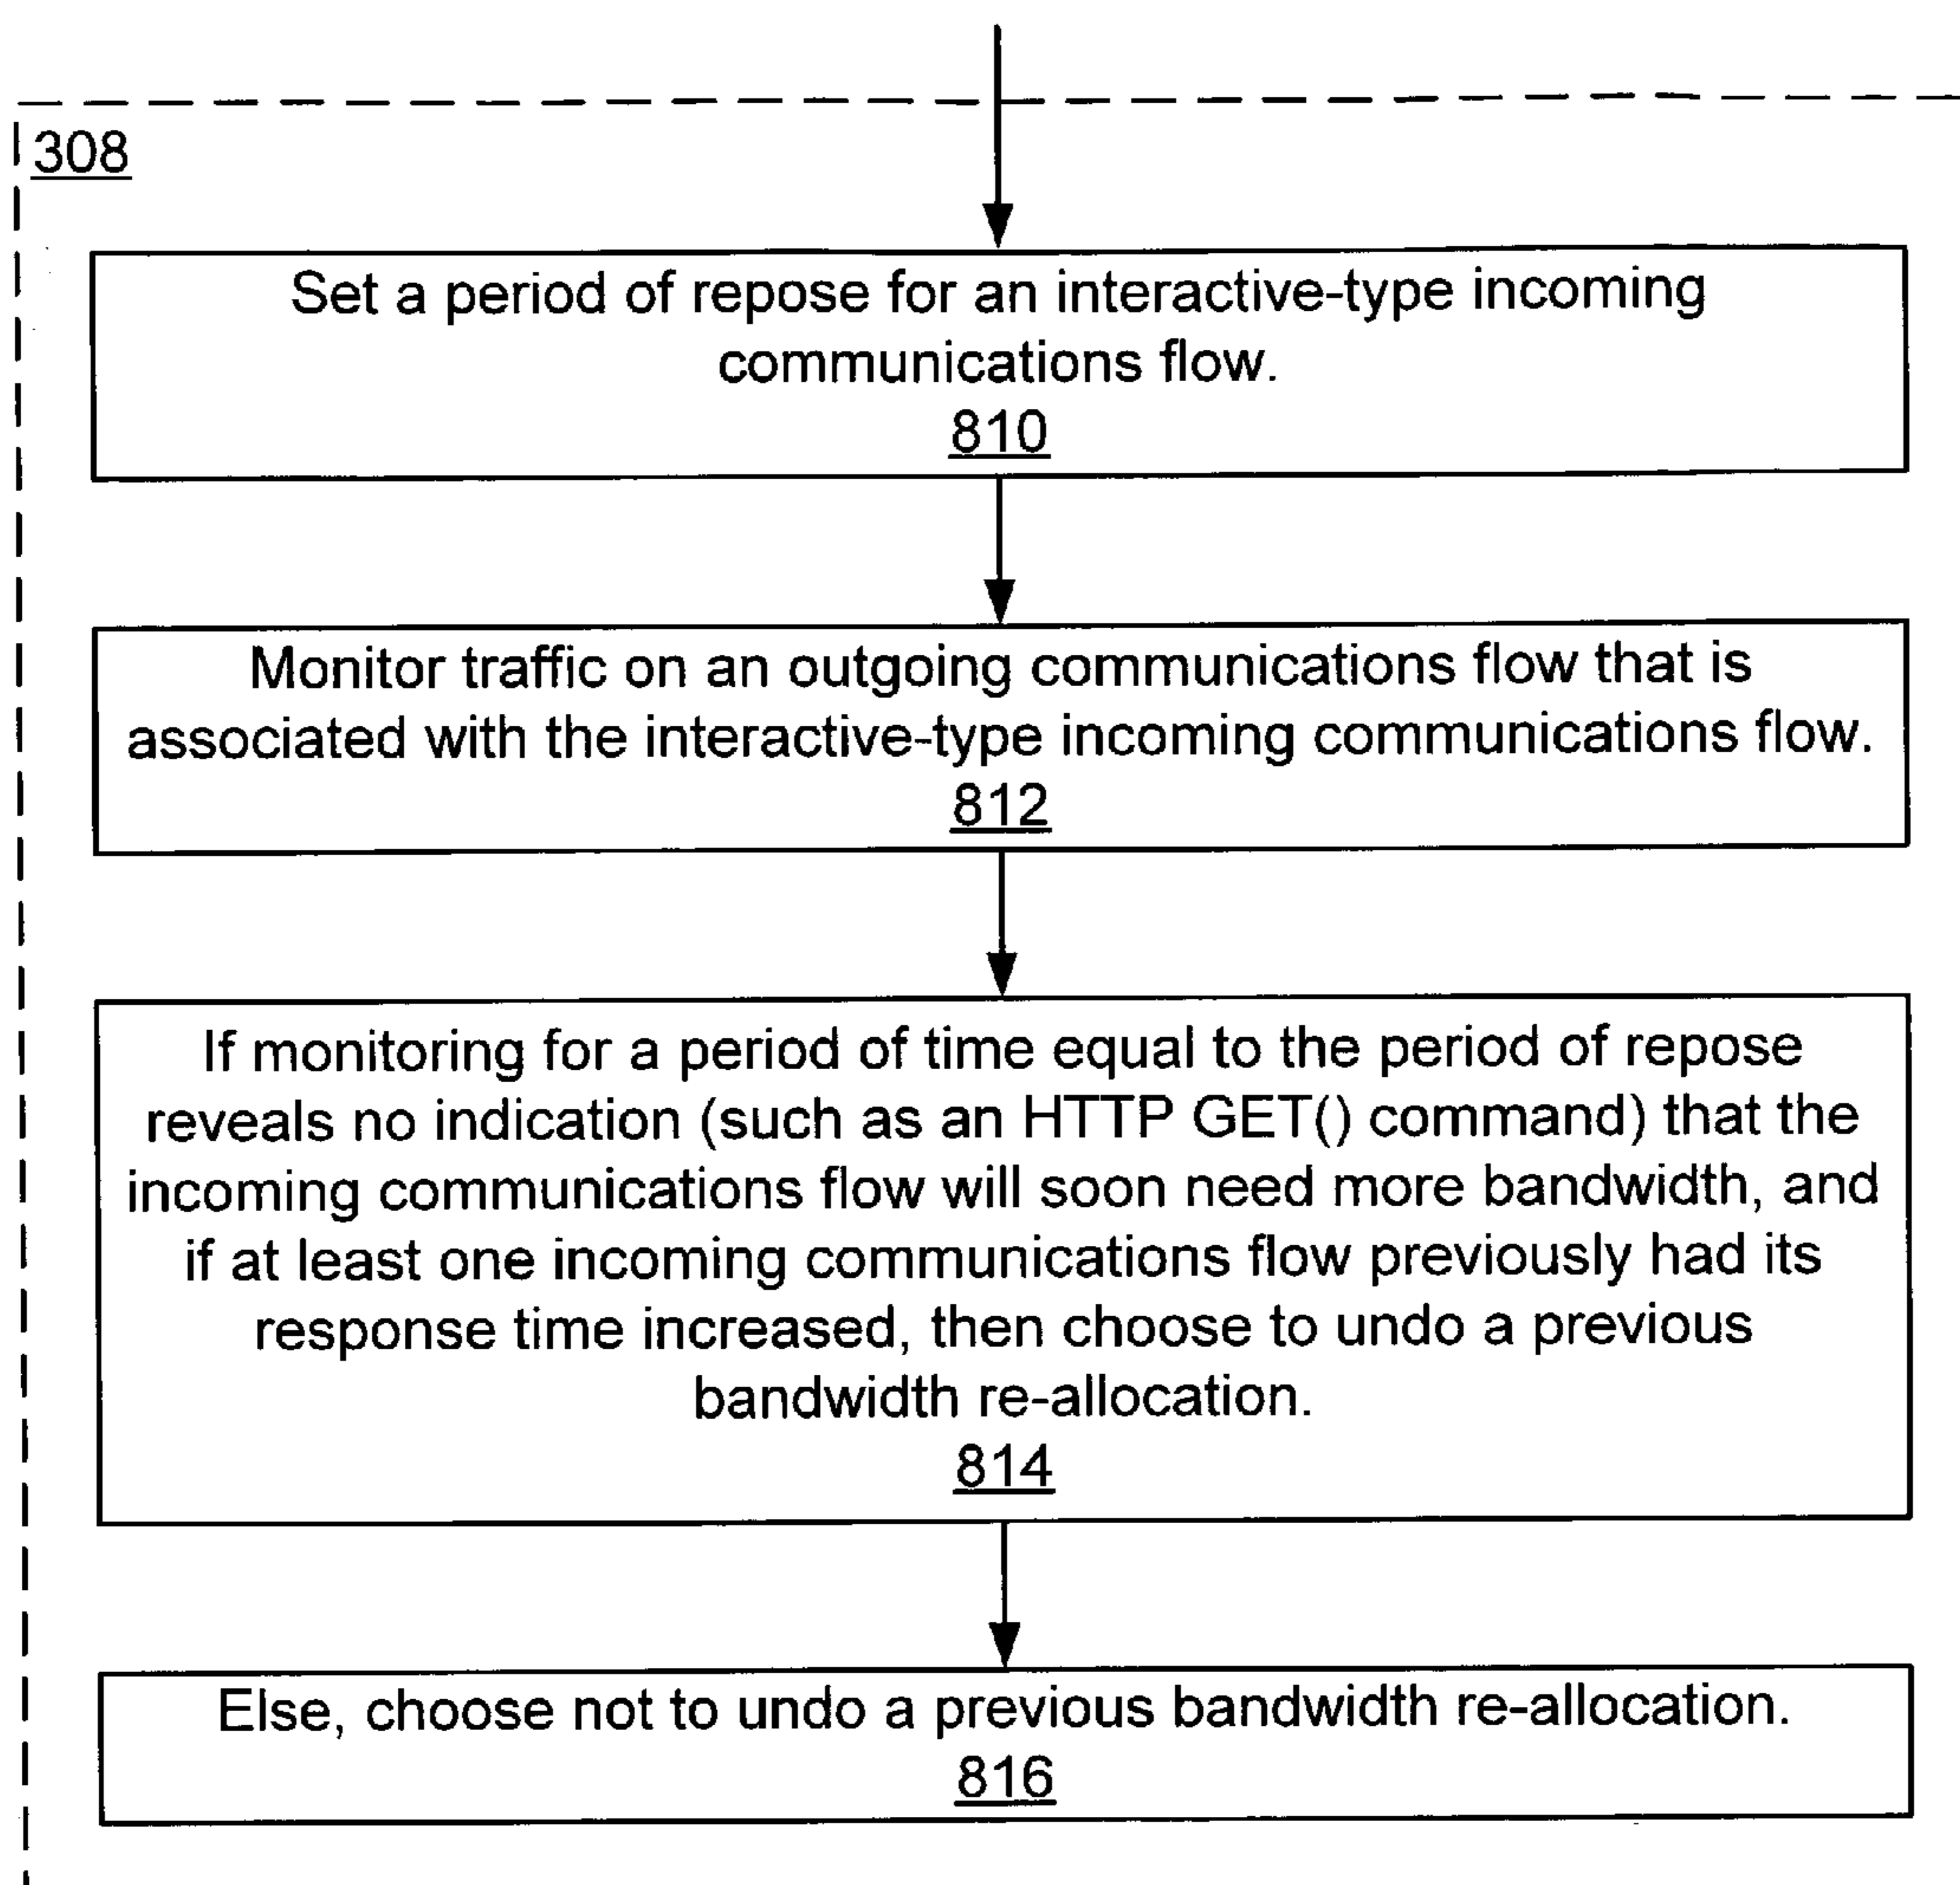 308
Set a period of repose for an interactive-type incoming
communications flow.
810
Monitor traffic on an outgoing communications flow that is
associated with the interactive-type incoming communications flow.
812
If monitoring for a period of time equal to the period of repose
reveals no indication (such as an HTTP GET() command) that the
incoming communications flow will soon need more bandwidth, and
if at least one incoming communications flow previously had its
response time increased, then choose to undo a previous
bandwidth re-allocation.
814
Else, choose not to undo a previous bandwidth re-allocation.
816